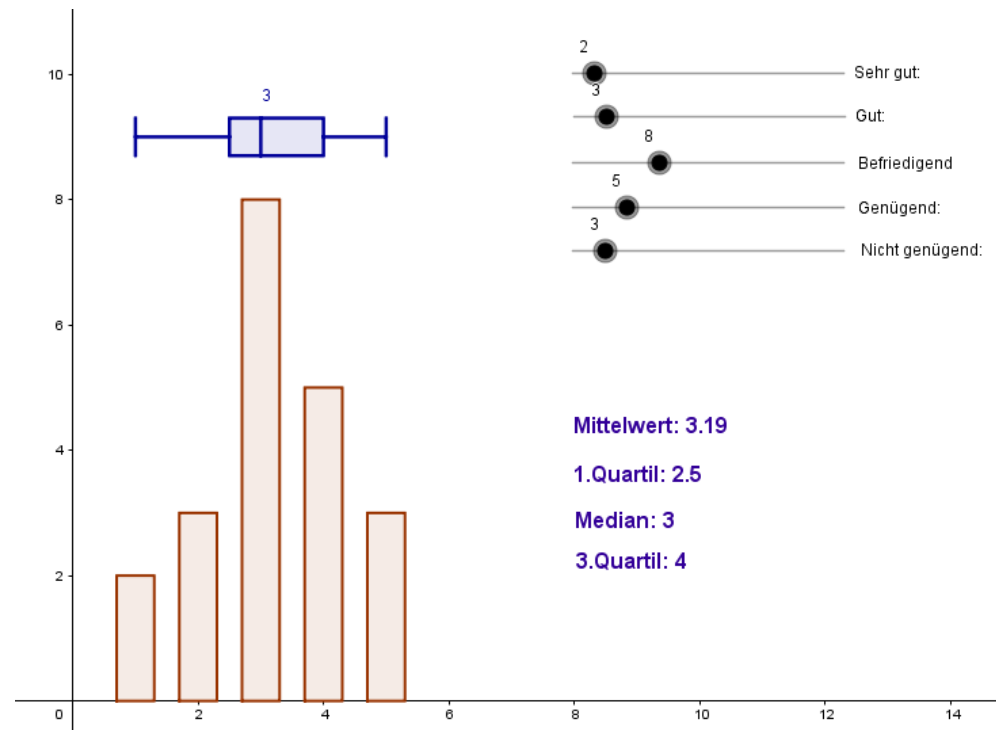 10
8
6
4
2
0
2
4
6
8
10
12
14
3
2
Sehr gut:
3
Gut:
8
Befriedigend
5
Genügend:
3
Nicht genügend:
Mittelwert: 3.19
1.Quartil: 2.5
Median: 3
3.Quartil: 4